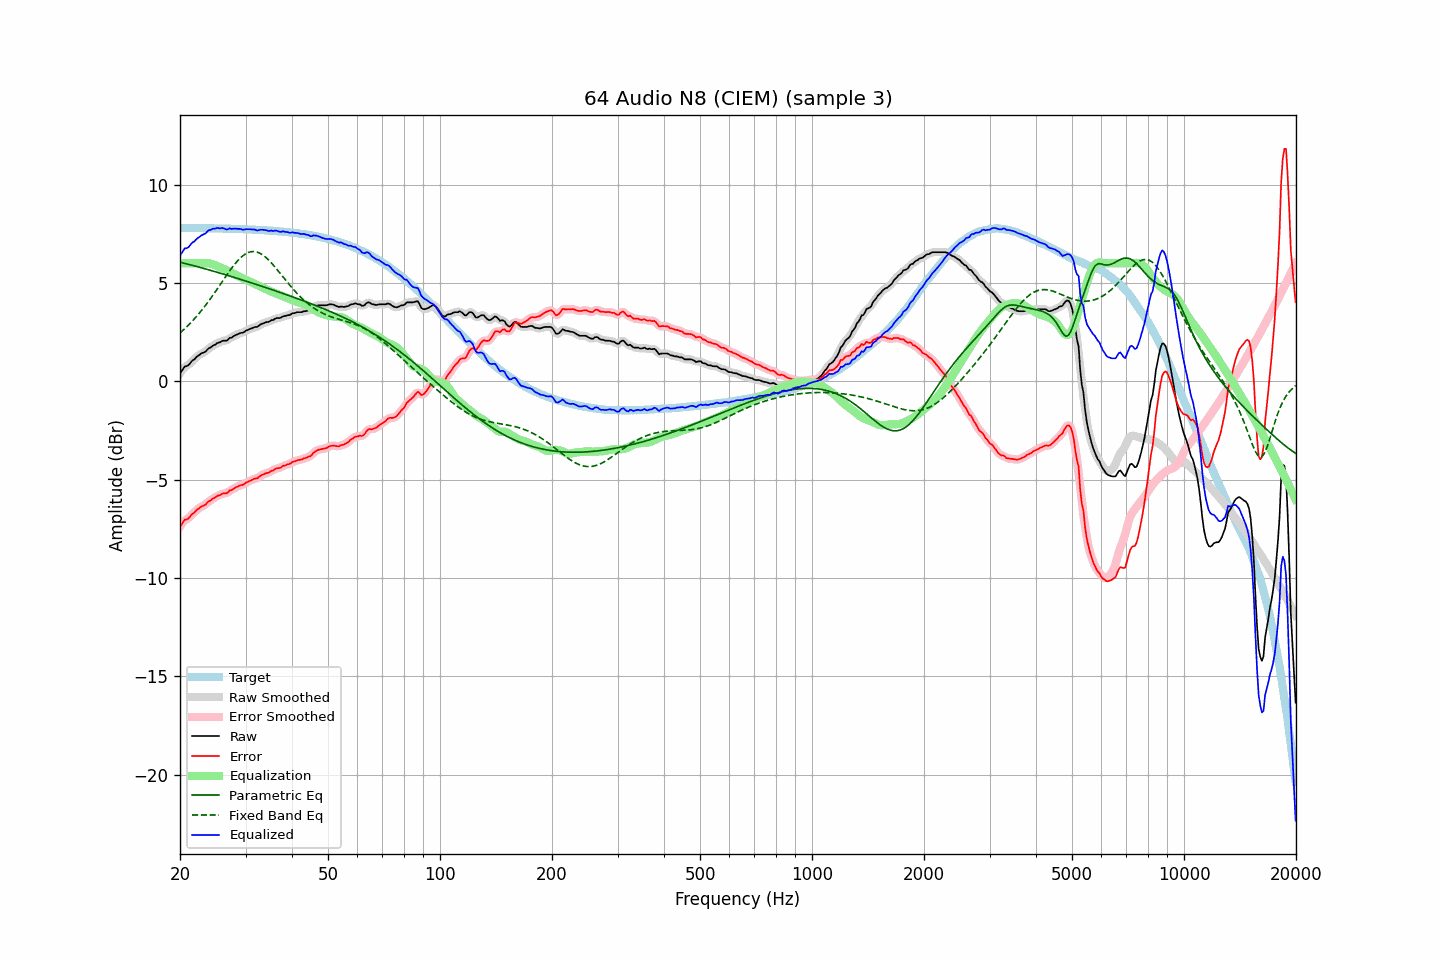 64 Audio N8 (CIEM) (sample 3)
Amplitude (dBr)
10
5
0
−5
−10
−15
−20
Target
Raw Smoothed
Error Smoothed
Raw
Error
Equalization
Parametric Eq
Fixed Band Eq
Equalized
20 50 100 200 500 1000 2000 5000 10000 20000
Frequency (Hz)